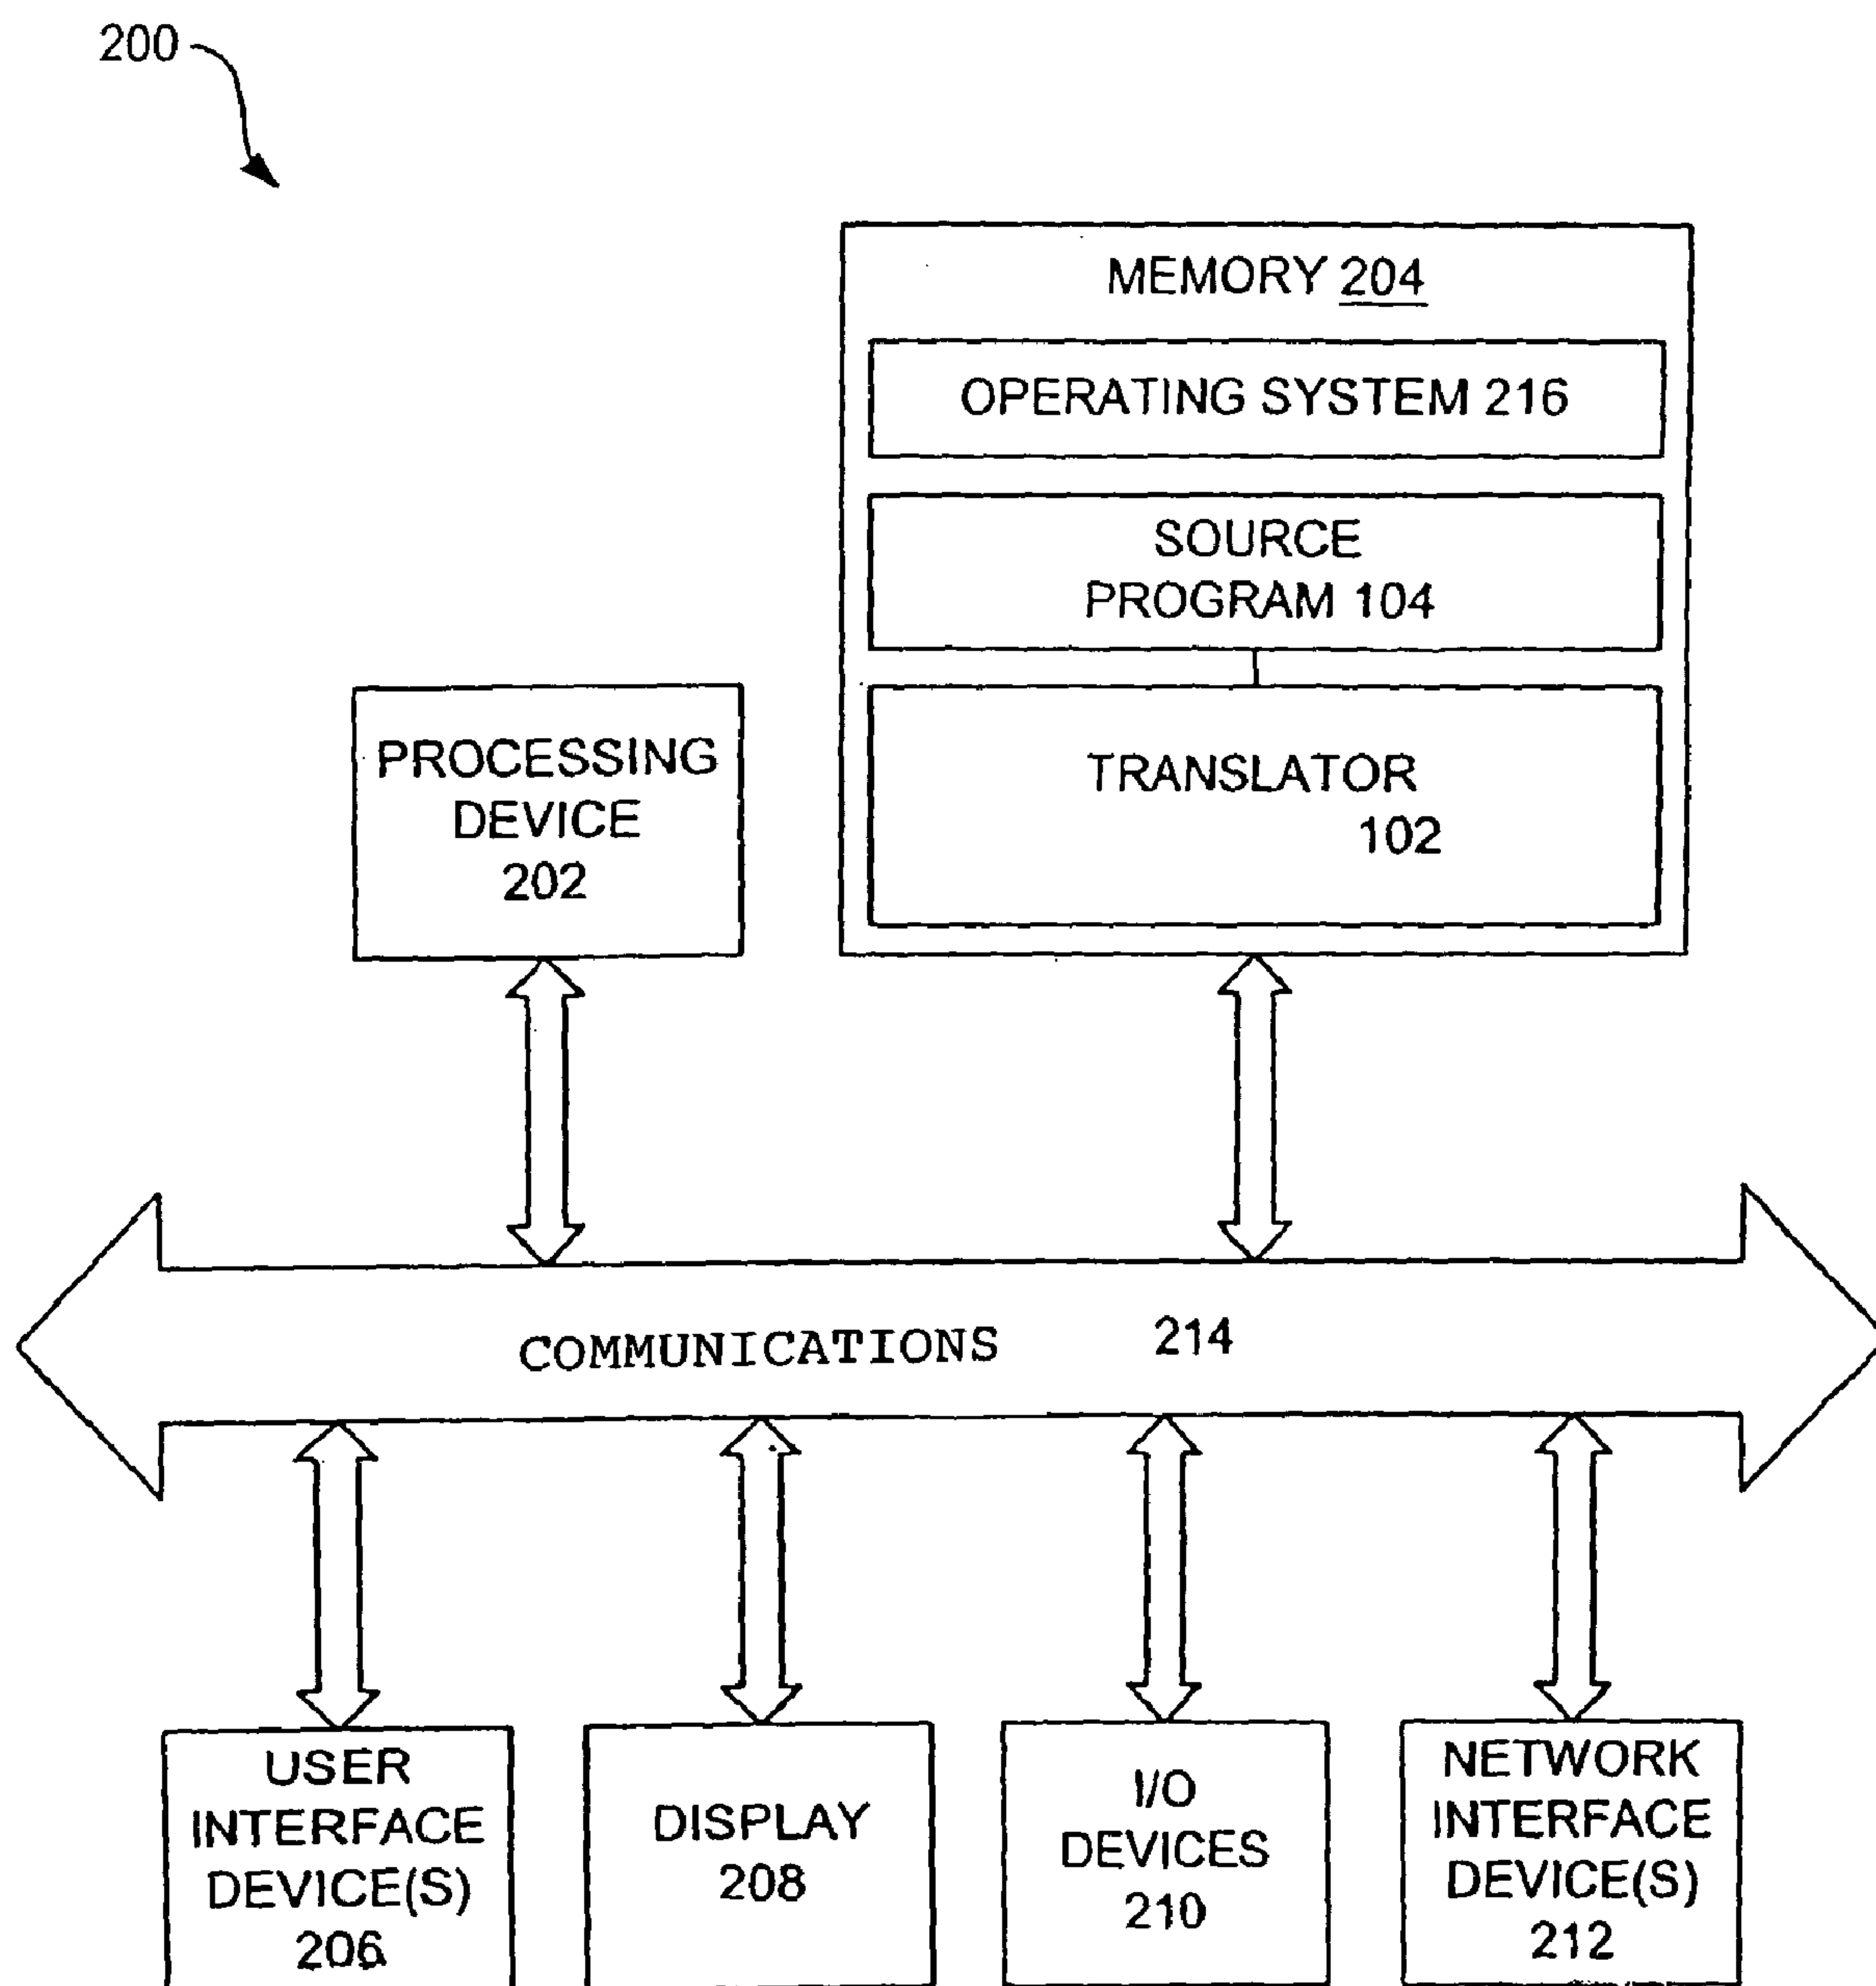 200
MEMORY 204
OPERATING SYSTEM 216
SOURCE
PROGRAM 104
TRANSLATOR
102
PROCESSING
DEVICE
202
COMMUNICATIONS 214
USER
INTERFACE
DEVICE(S)
206
DISPLAY
208
I/O
DEVICES
210
NETWORK
INTERFACE
DEVICE(S)
212